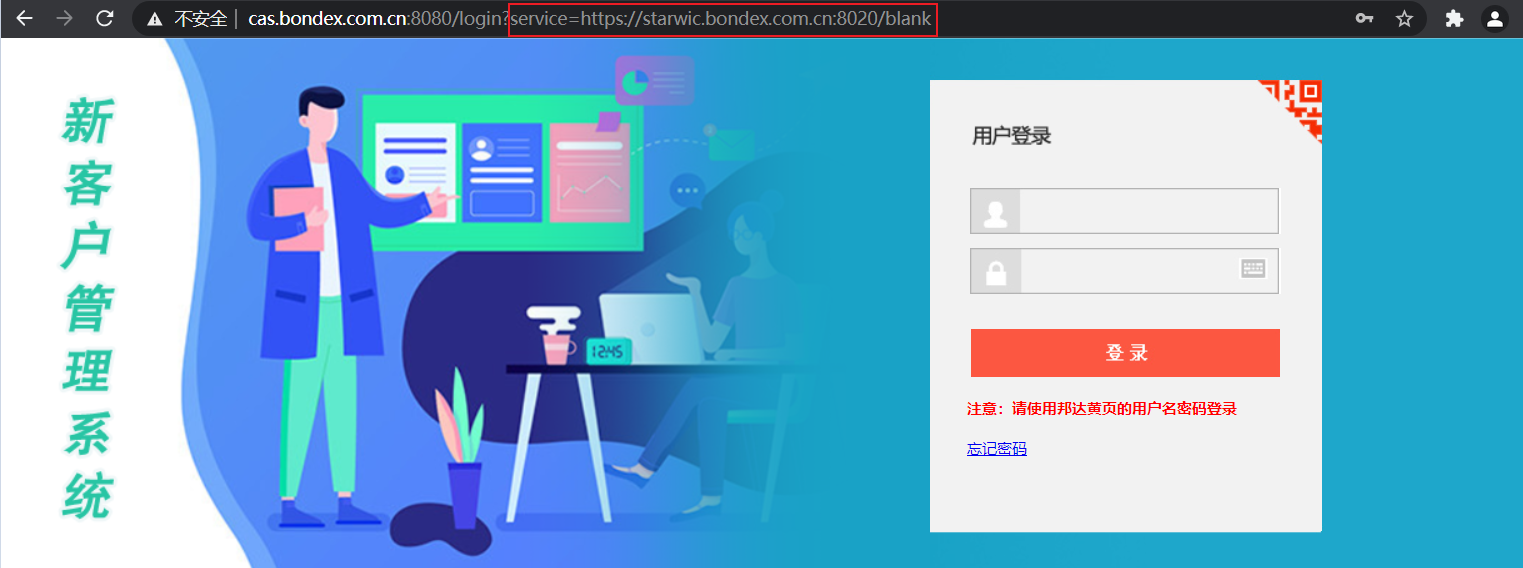 不安全 | cas.bondex.com.cn:8080/login?service=https://starwic.bondex.com.cn:8020/blank
新客户管理系统
12:45
用户登录
登 录
注意：请使用邦达黄页的用户名密码登录
忘记密码